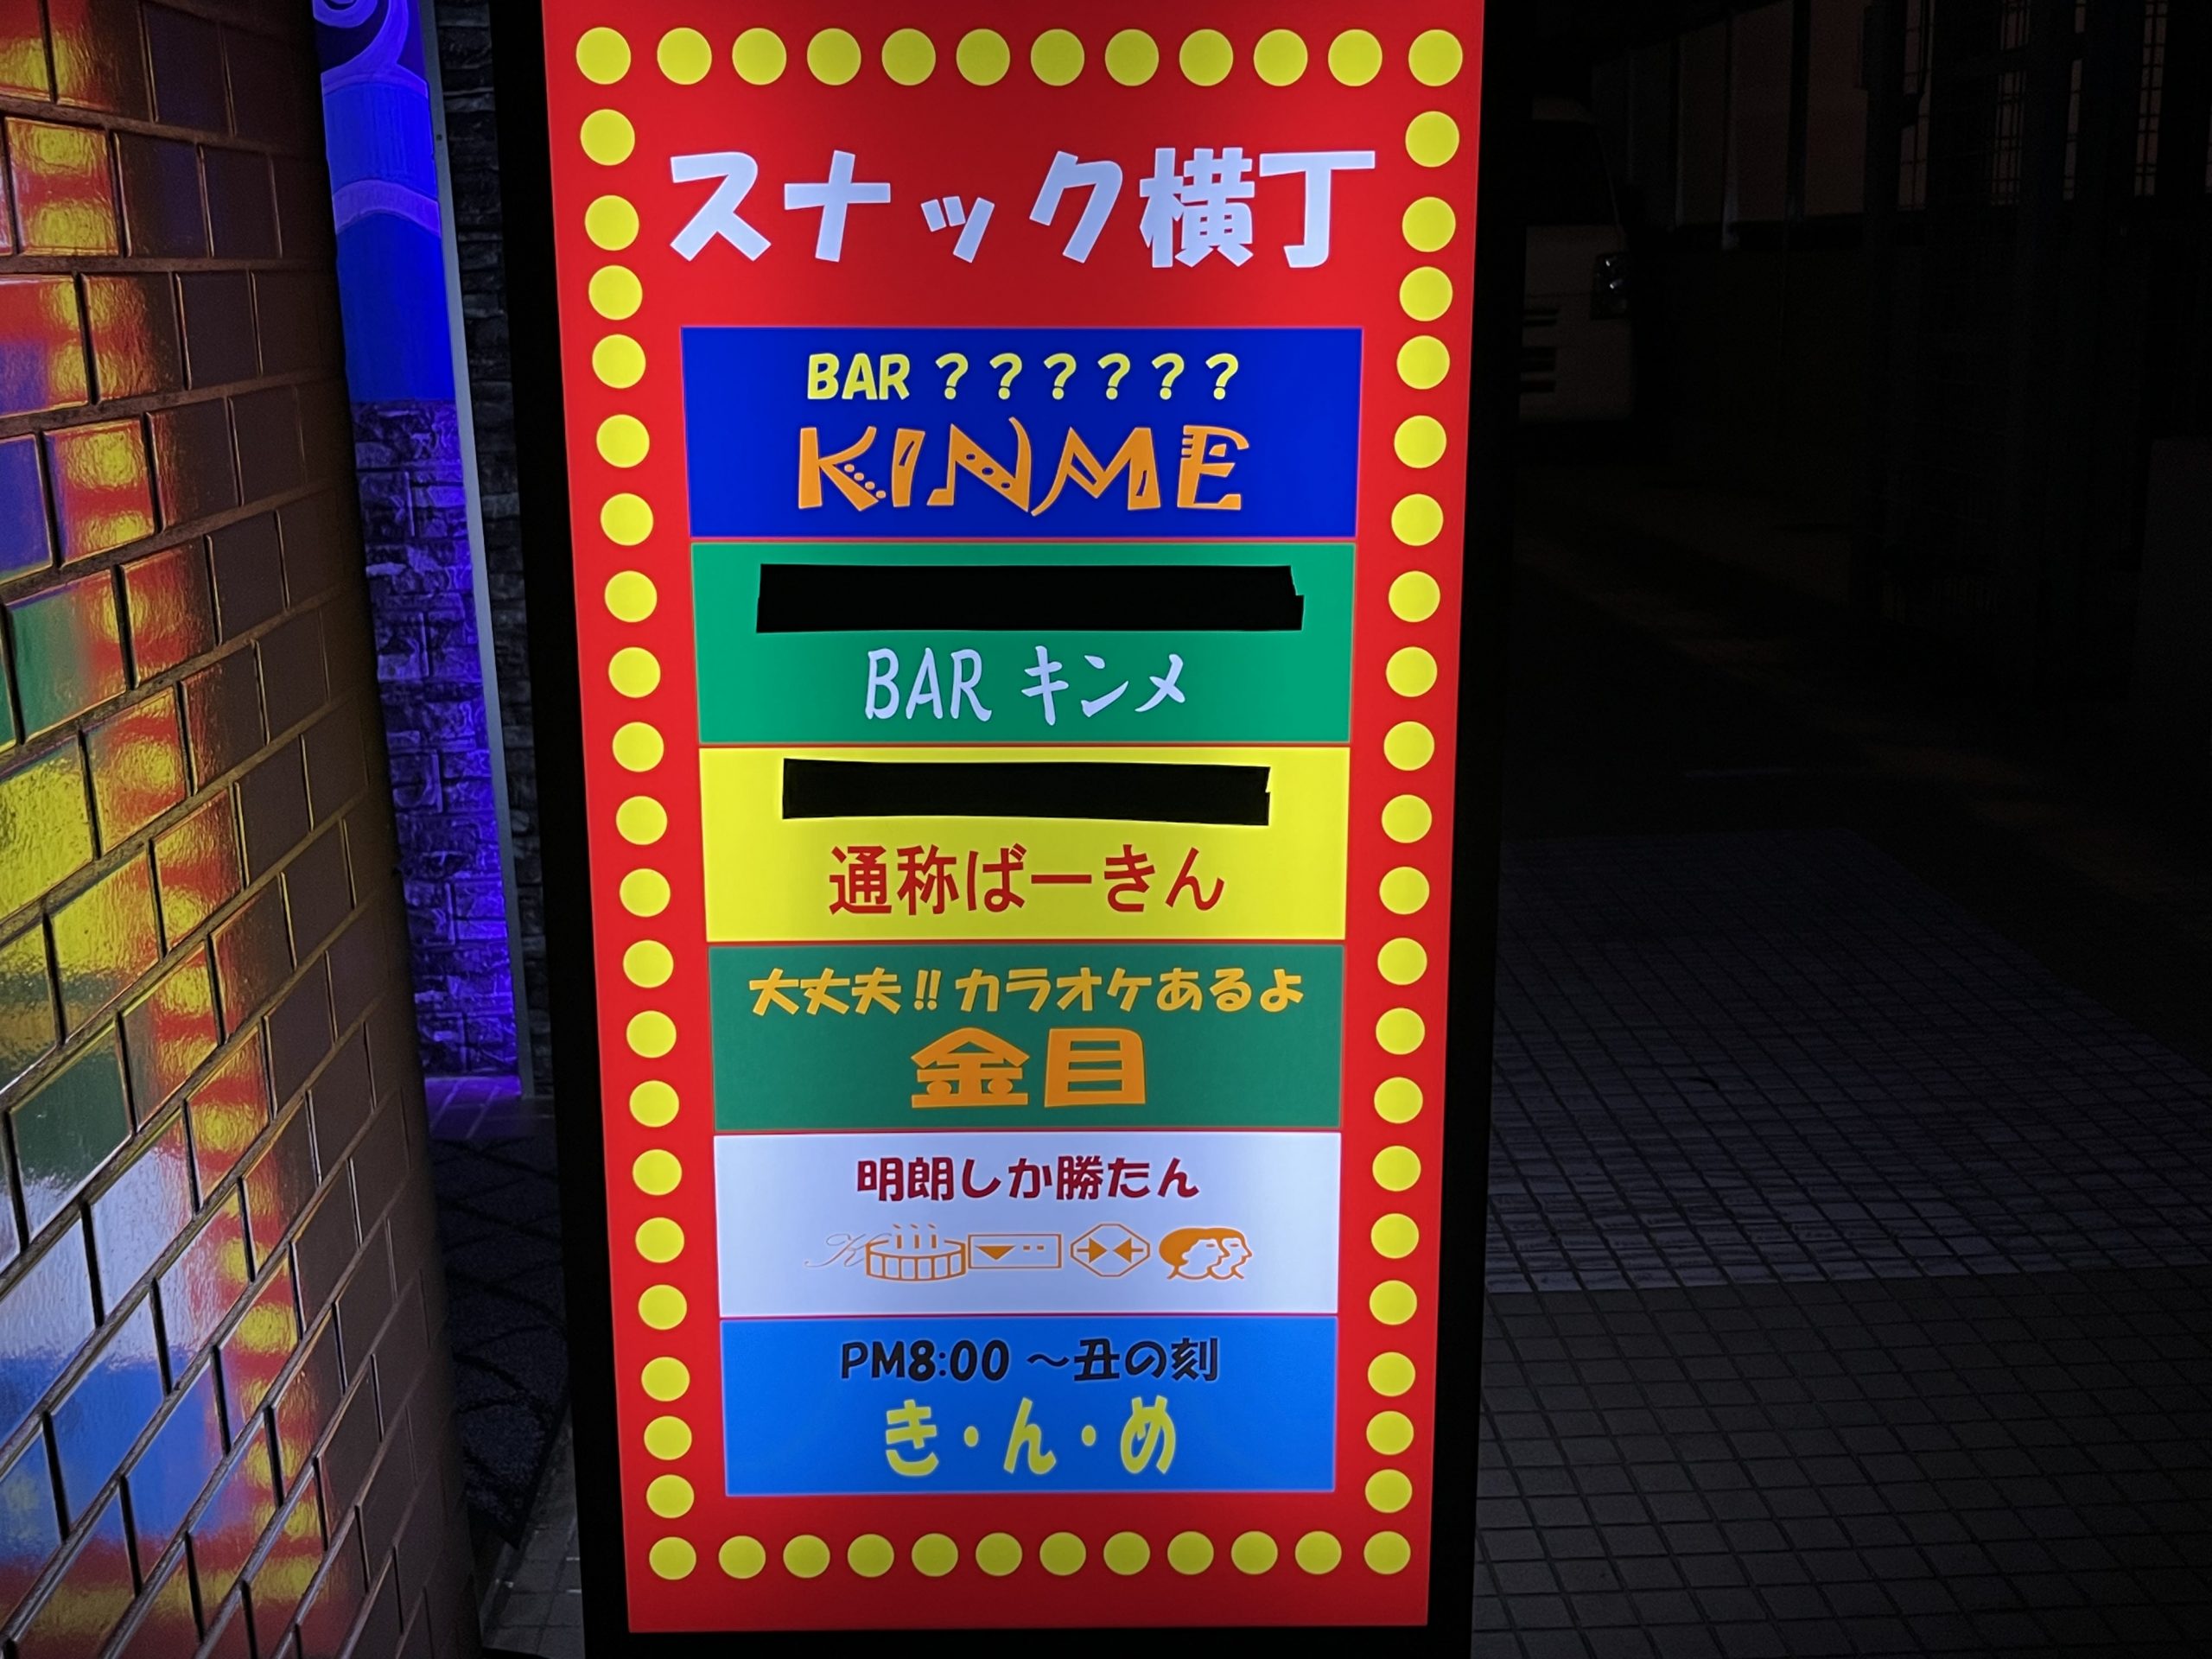 スナック横丁
BAR ??????
KINME
BAR キンメ
通称ばーきん
大丈夫!!カラオケあるよ
金目
明朗しか勝たん
K
PM8:00 ～丑の刻
き・ん・め